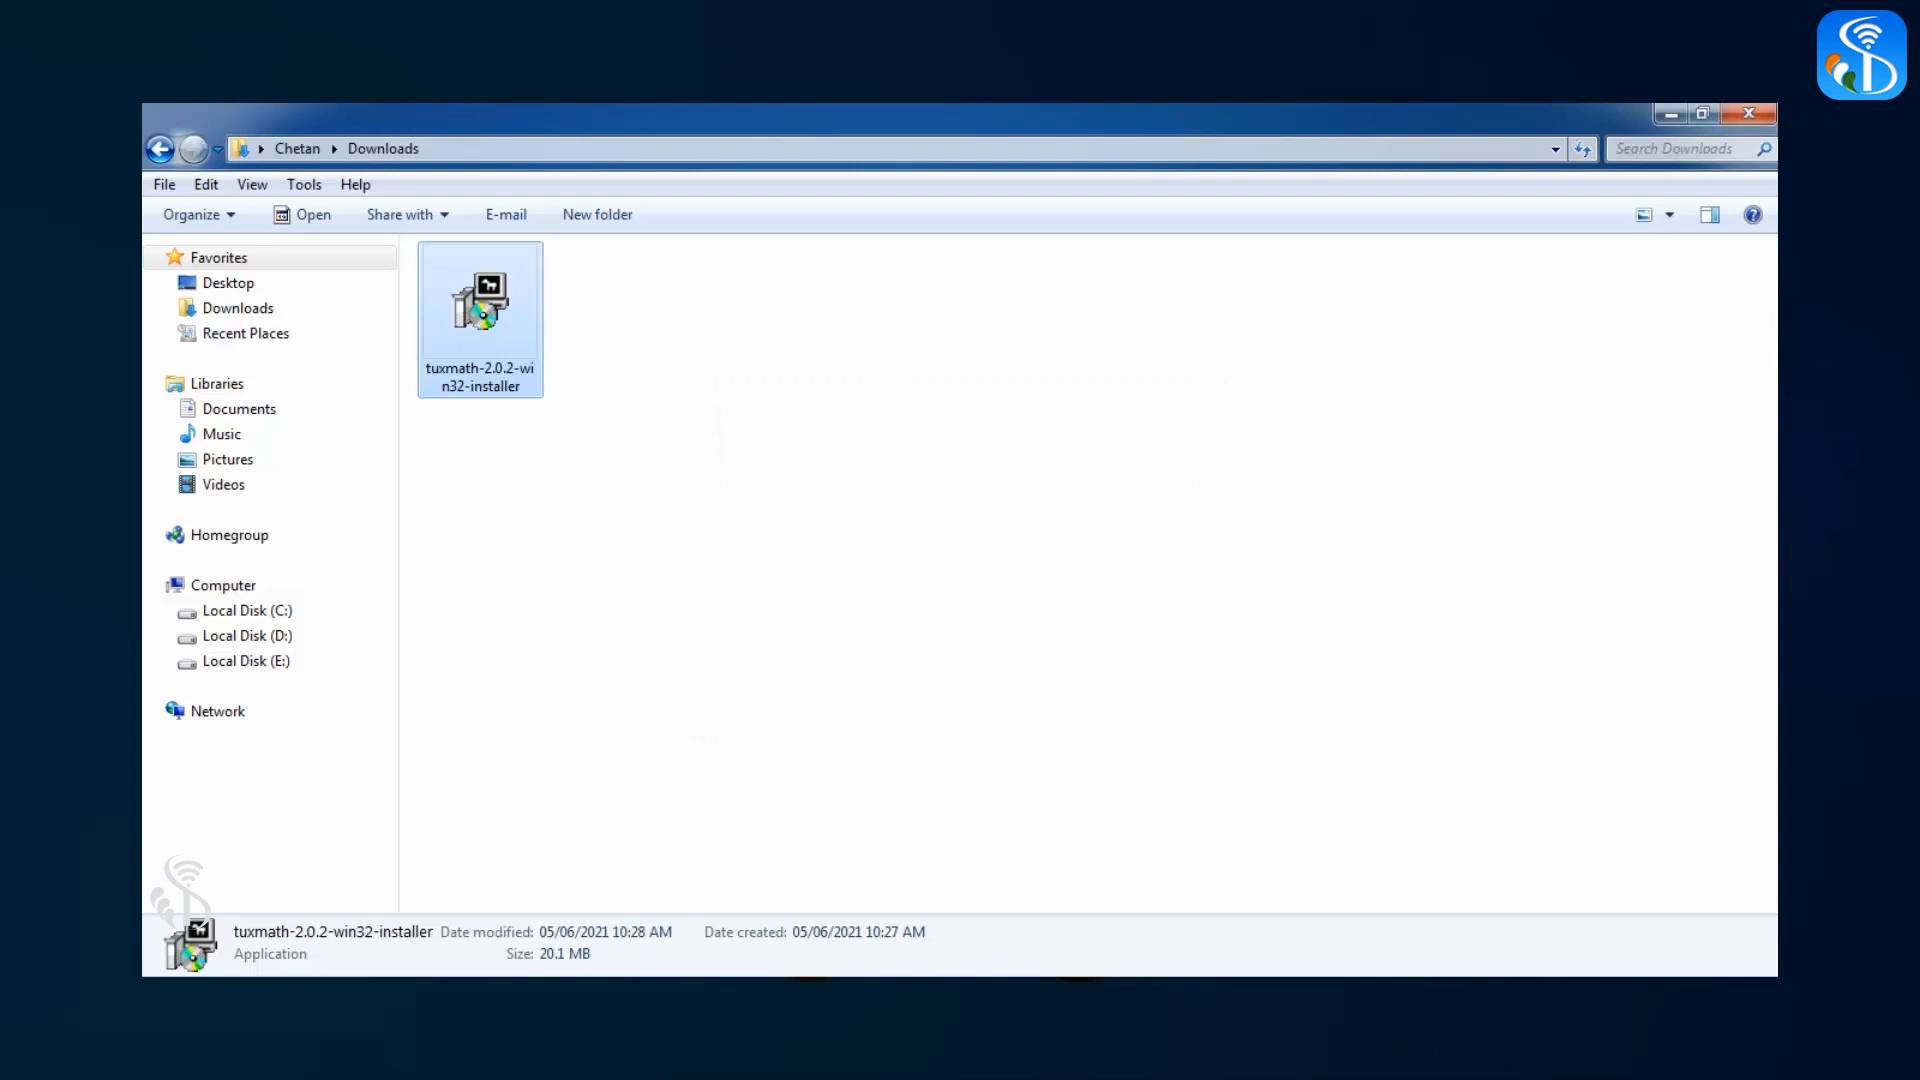 Chetan Downloads
Search Downloads
File Edit View Tools Help
Organize Open Share with E-mail New folder
Favorites
Desktop
Downloads
Recent Places
Libraries
Documents
Music
Pictures
Videos
Homegroup
Computer
Local Disk (C:)
Local Disk (D:)
Local Disk (E:)
Network
tuxmath-2.0.2-wi
n32-installer
tuxmath-2.0.2-win32-installer Date modified: 05/06/2021 10:28 AM Date created: 05/06/2021 10:27 AM
Application Size: 20.1 MB